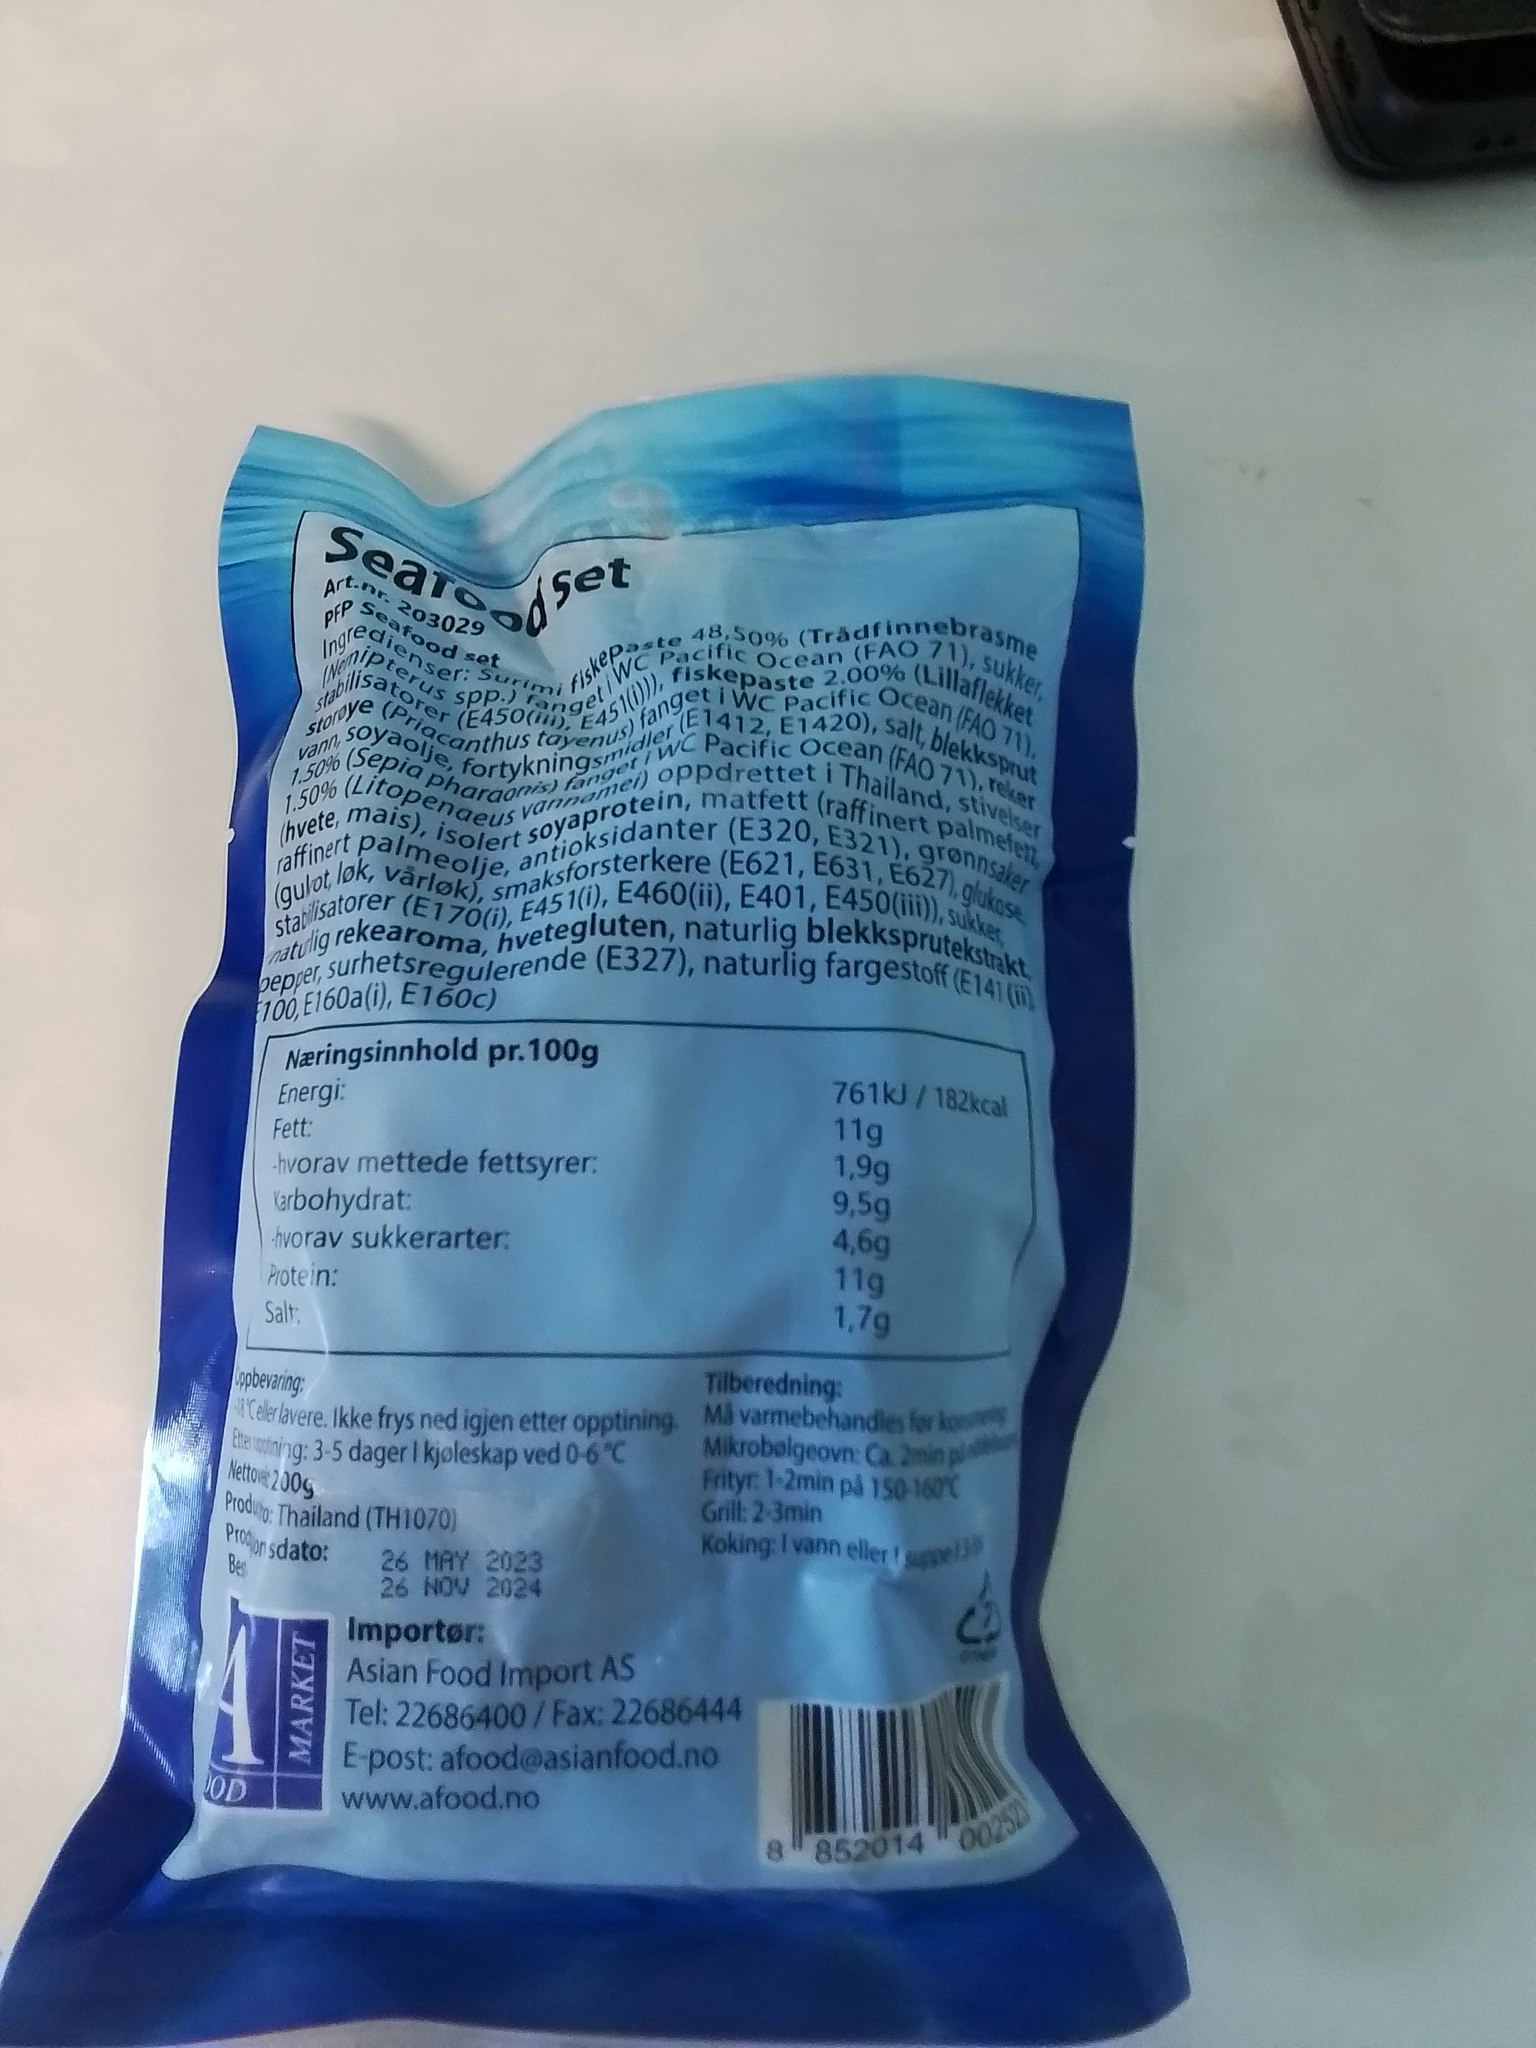 Seafood set
Art.nr. 203029
PFP Seafood set
Ingredienser: Surimi fiskepaste 48,50% (Trådfinnebrasme
(Nemipterus spp.) fanget i WC Pacific Ocean (FAO 71), sukker,
stabilisatorer (E450(iii), E451(i))), fiskepaste 2.00% (Lillaflekket
storøye (Priacanthus tayenus) fanget i WC Pacific Ocean (FAO 71),
vann, soyaolje, fortykningsmidler (E1412, E1420), salt, blekksprut
1.50% (Sepia pharaonis) fanget i WC Pacific Ocean (FAO 71), reker
1.50% (Litopenaeus vannamei) oppdrettet i Thailand, stivelser
(hvete, mais), isolert soyaprotein, matfett (raffinert palmefett,
raffinert palmeolje, antioksidanter (E320, E321), grønnsaker
(gulrot, løk, vårløk), smaksforsterkere (E621, E631, E627), glukose,
stabilisatorer (E170(i), E451(i), E460(ii), E401, E450(iii)), sukker,
naturlig rekearoma, hvetegluten, naturlig blekksprutekstrakt,
pepper, surhetsregulerende (E327), naturlig fargestoff (E141(ii),
E100, E160a(i), E160c)
Næringsinnhold pr.100g
Energi: 761kJ / 182kcal
Fett: 11g
-hvorav mettede fettsyrer: 1,9g
Karbohydrat: 9,5g
-hvorav sukkerarter: 4,6g
Protein: 11g
Salt: 1,7g
Oppbevaring:
-18°C eller lavere. Ikke frys ned igjen etter opptining.
Etter opptining: 3-5 dager I kjøleskap ved 0-6 °C
Nettovekt: 200g
Thailand (TH1070)
Produksjonsdato: 26 MAY 2023
26 NOV 2024
Tilberedning:
Må varmebehandles før
Mikrobølgeovn: Ca. 2min på
Frityr: 1-2min på 150-160°C
Grill: 2-3min
Koking: I vann eller I suppe
A
MARKET
OOD
Importør:
Asian Food Import AS
Tel: 22686400 / Fax: 22686444
E-post: afood@asianfood.no
www.afood.no
8 852014 002523